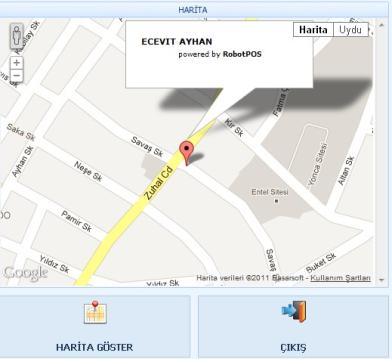 HARİTA
ECEVIT AYHAN
powered by RobotPOS
Harita
Uydu
Saka Sk
Ayhan Sk
Neşe Sk
Savaş Sk
Kır Sk
Fatma Ç
Yonca Sitesi
Altan Sk
Entel Sitesi
Zuhal Cd
Pamir Sk
Yıldız Sk
Yıldız Sk
Savaş Sk
Buket Sk
DO
Google
Harita verileri ©2011 Basarsoft - Kullanım Şartları
HARİTA GÖSTER
ÇIKIŞ